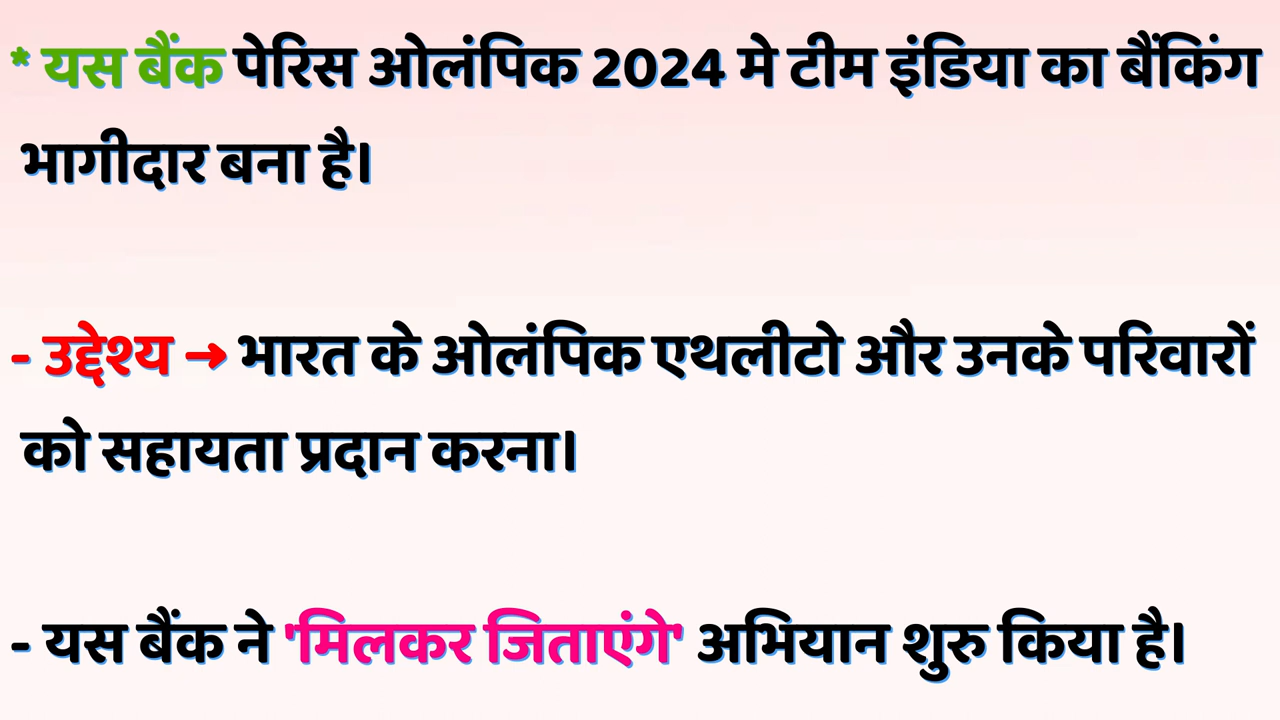 * यस बैंक पेरिस ओलंपिक 2024 मे टीम इंडिया का बैंकिंग
भागीदार बना है।
- उद्देश्य → भारत के ओलंपिक एथलीटो और उनके परिवारों
को सहायता प्रदान करना।
- यस बैंक ने 'मिलकर जिताएंगे' अभियान शुरु किया है।